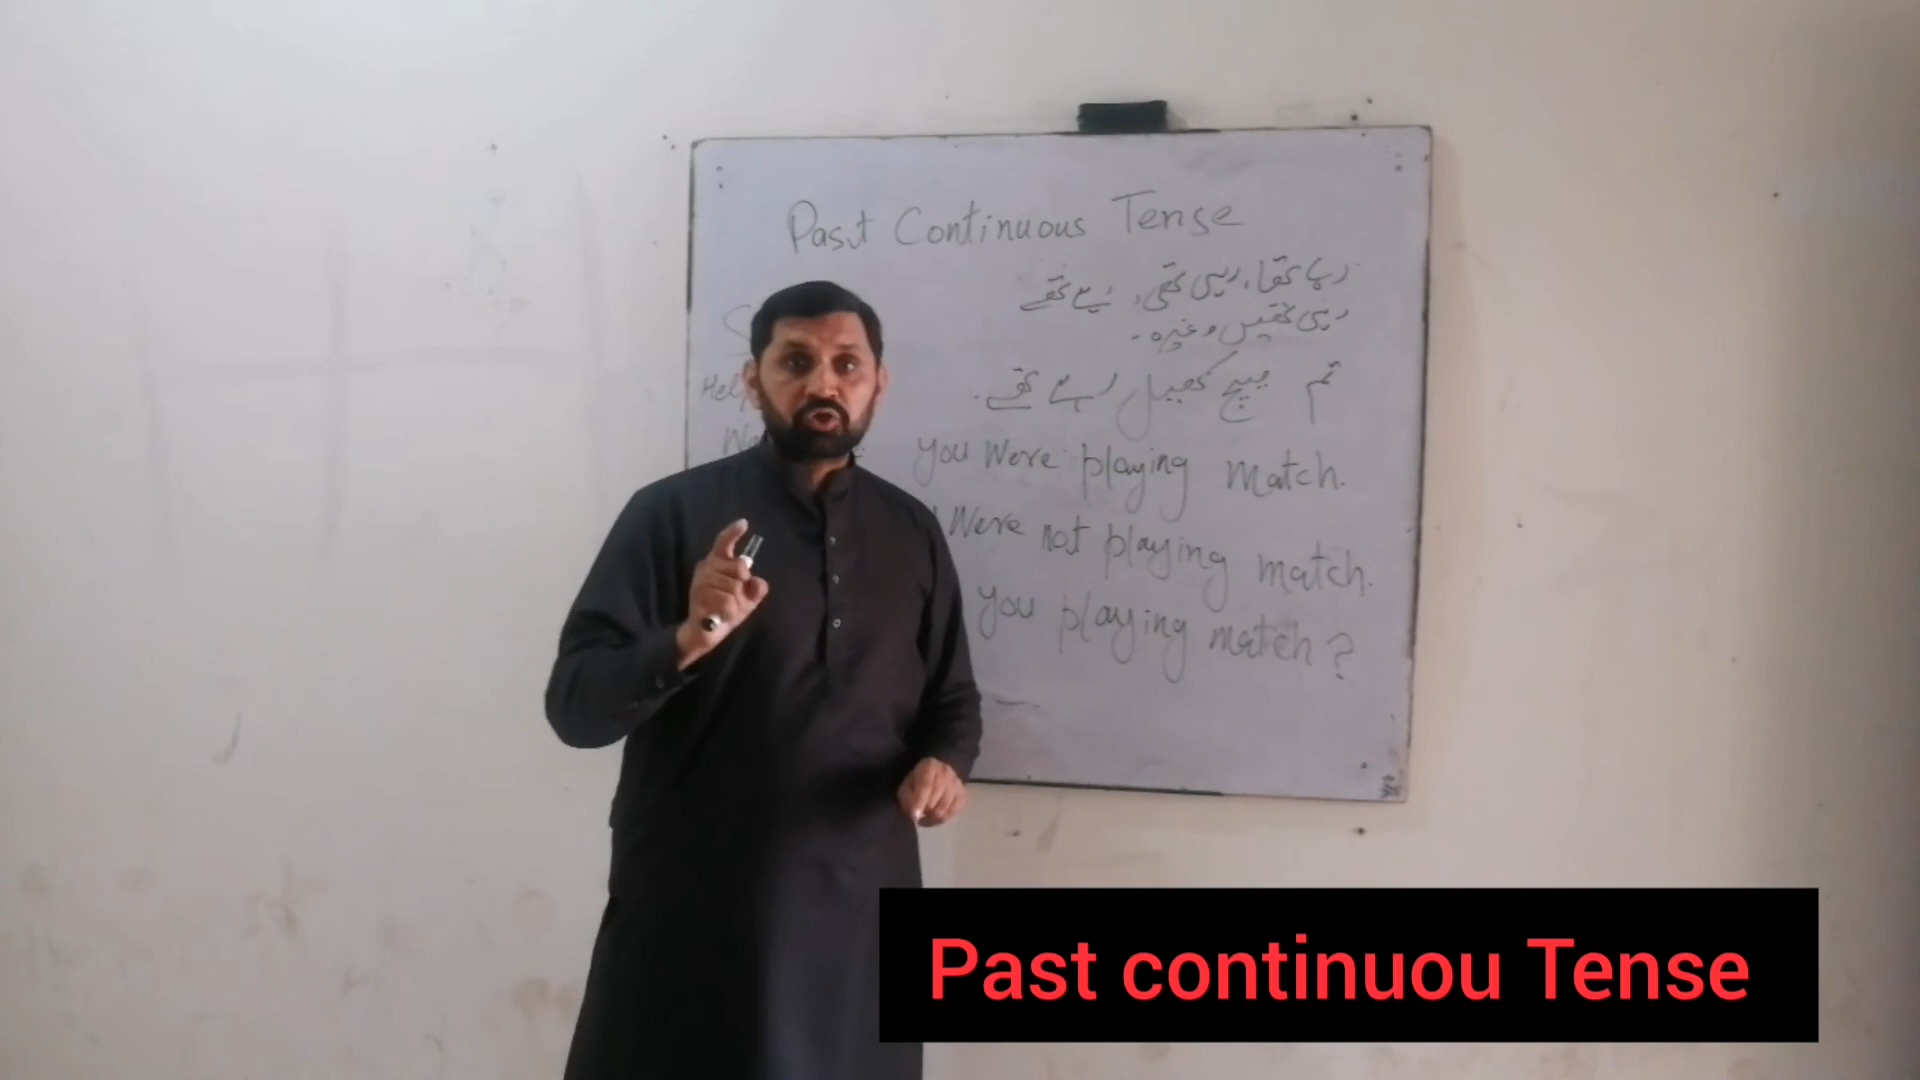 Past Continuous Tense
رہا تھا، رہی تھی، رہے تھے
رہی تھیں وغیرہ۔
تم میچ کھیل رہے تھے۔
Help
you Were playing match.
Were not playing match.
you playing match?
Past continuou Tense